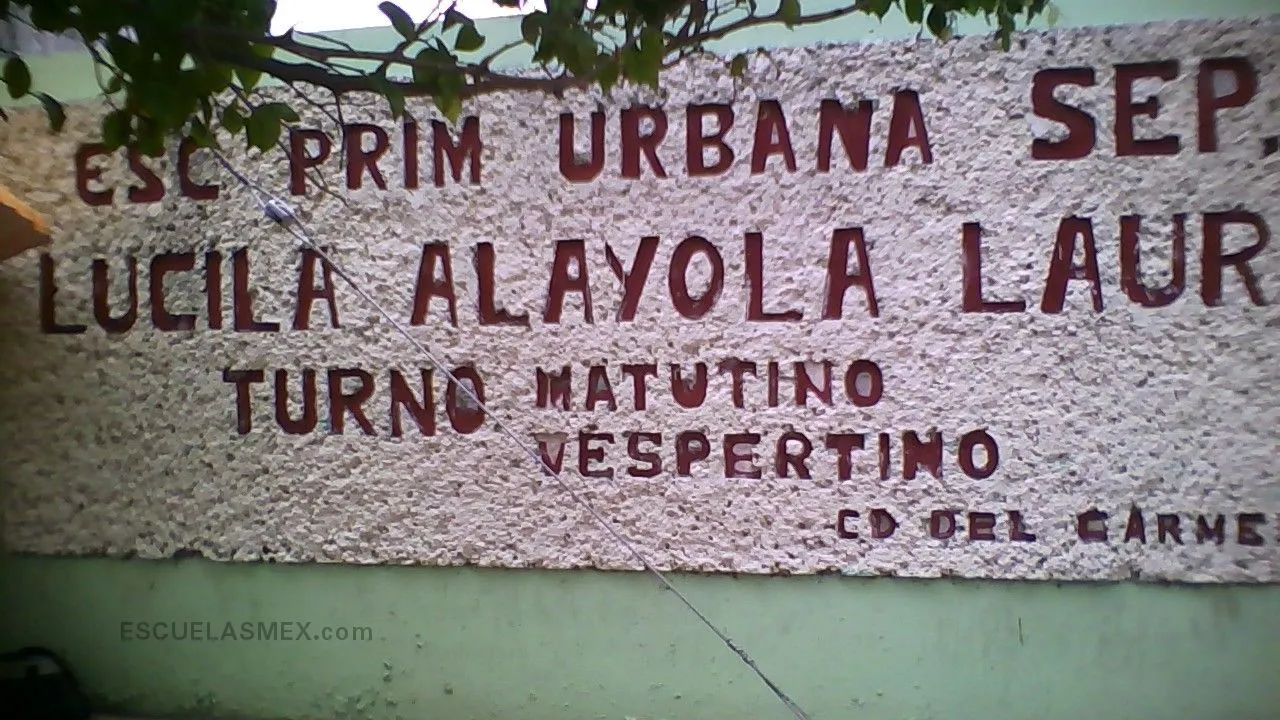 ESC PRIM URBANA SEP.
LUCILA ALAYOLA LAUR
TURNO MATUTINO
VESPERTINO
CD DEL CARME
ESCUELASMEX.com